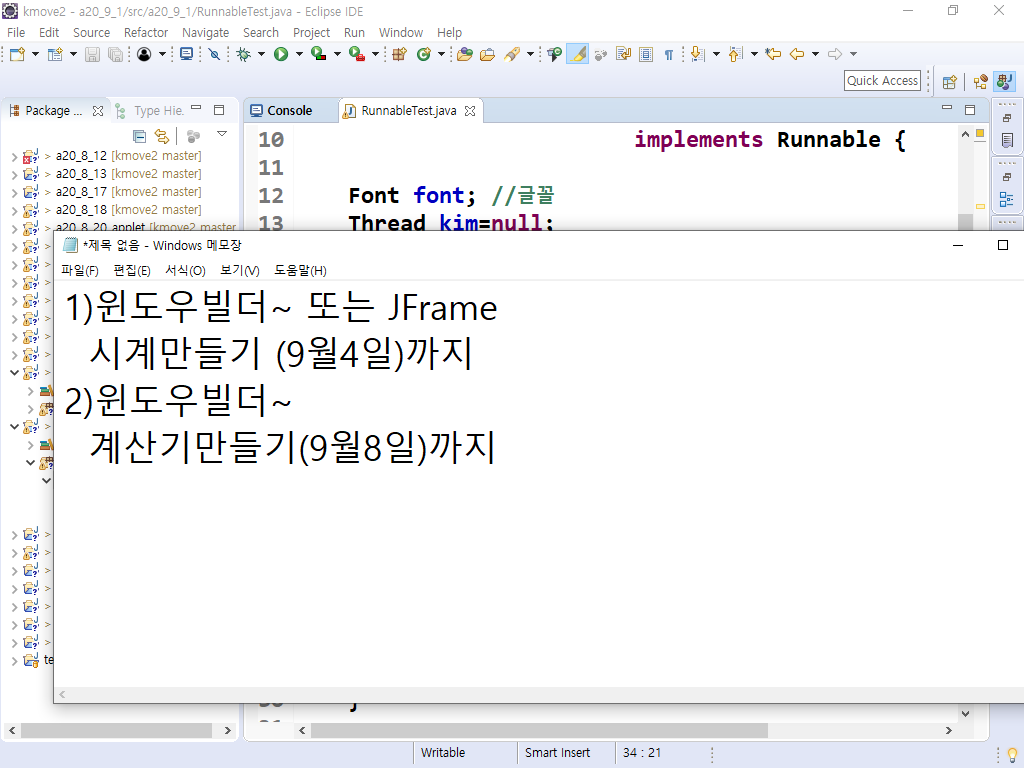 kmove2 - a20_9_1/src/a20_9_1/RunnableTest.java - Eclipse IDE
File Edit Source Refactor Navigate Search Project Run Window Help
Quick Access
Package ...
Type Hie.
Console
RunnableTest.java
> a20_8_12 [kmove2 master]
> a20_8_13 [kmove2 master]
> a20_8_17 [kmove2 master]
> a20_8_18 [kmove2 master]
> a20_8_20_applet [kmove2 master
10 implements Runnable {
11
12 Font font; //글꼴
13 Thread kim=null;
*제목 없음 - Windows 메모장
파일(F) 편집(E) 서식(O) 보기(V) 도움말(H)
1)윈도우빌더~ 또는 JFrame
시계만들기 (9월4일)까지
2)윈도우빌더~
계산기만들기(9월8일)까지
te
}
Writable Smart Insert 34 : 21